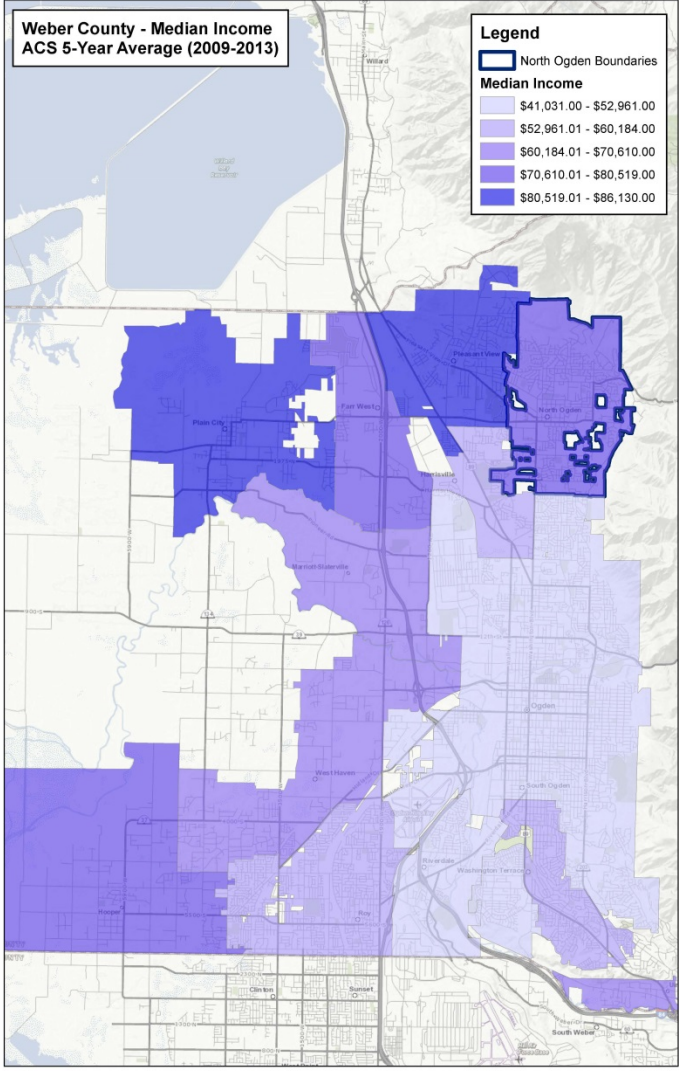 Weber County - Median Income
ACS 5-Year Average (2009-2013)
Legend
North Ogden Boundaries
Median Income
$41,031.00 - $52,961.00
$52,961.01 - $60,184.00
$60,184.01 - $70,610.00
$70,610.01 - $80,519.00
$80,519.01 - $86,130.00
Willard
Pleasant View
Farr West
North Ogden
Plain City
Harrisville
Marriott-Slaterville
Ogden
West Haven
South Ogden
Riverdale
Washington Terrace
Hooper
Roy
Clinton
Sunset
South Weber